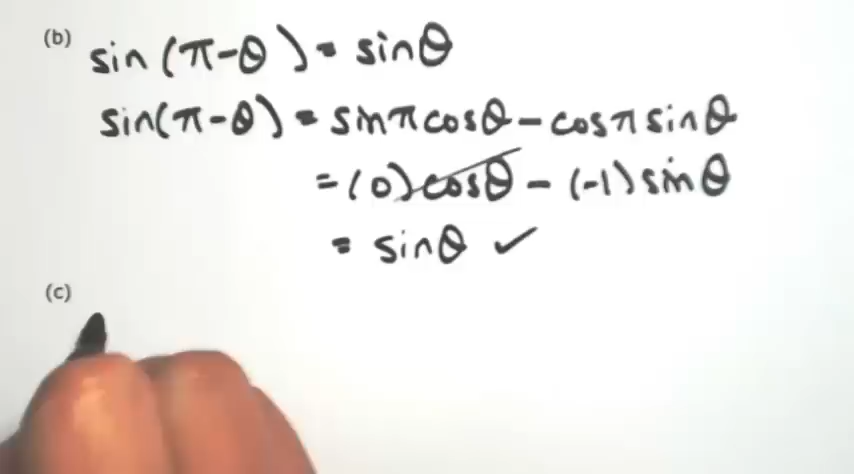 (b) sin(π-θ) = sinθ
sin(π-θ) = sinπcosθ - cosπsinθ
= (0)cosθ - (-1)sinθ
= sinθ ✓
(c)